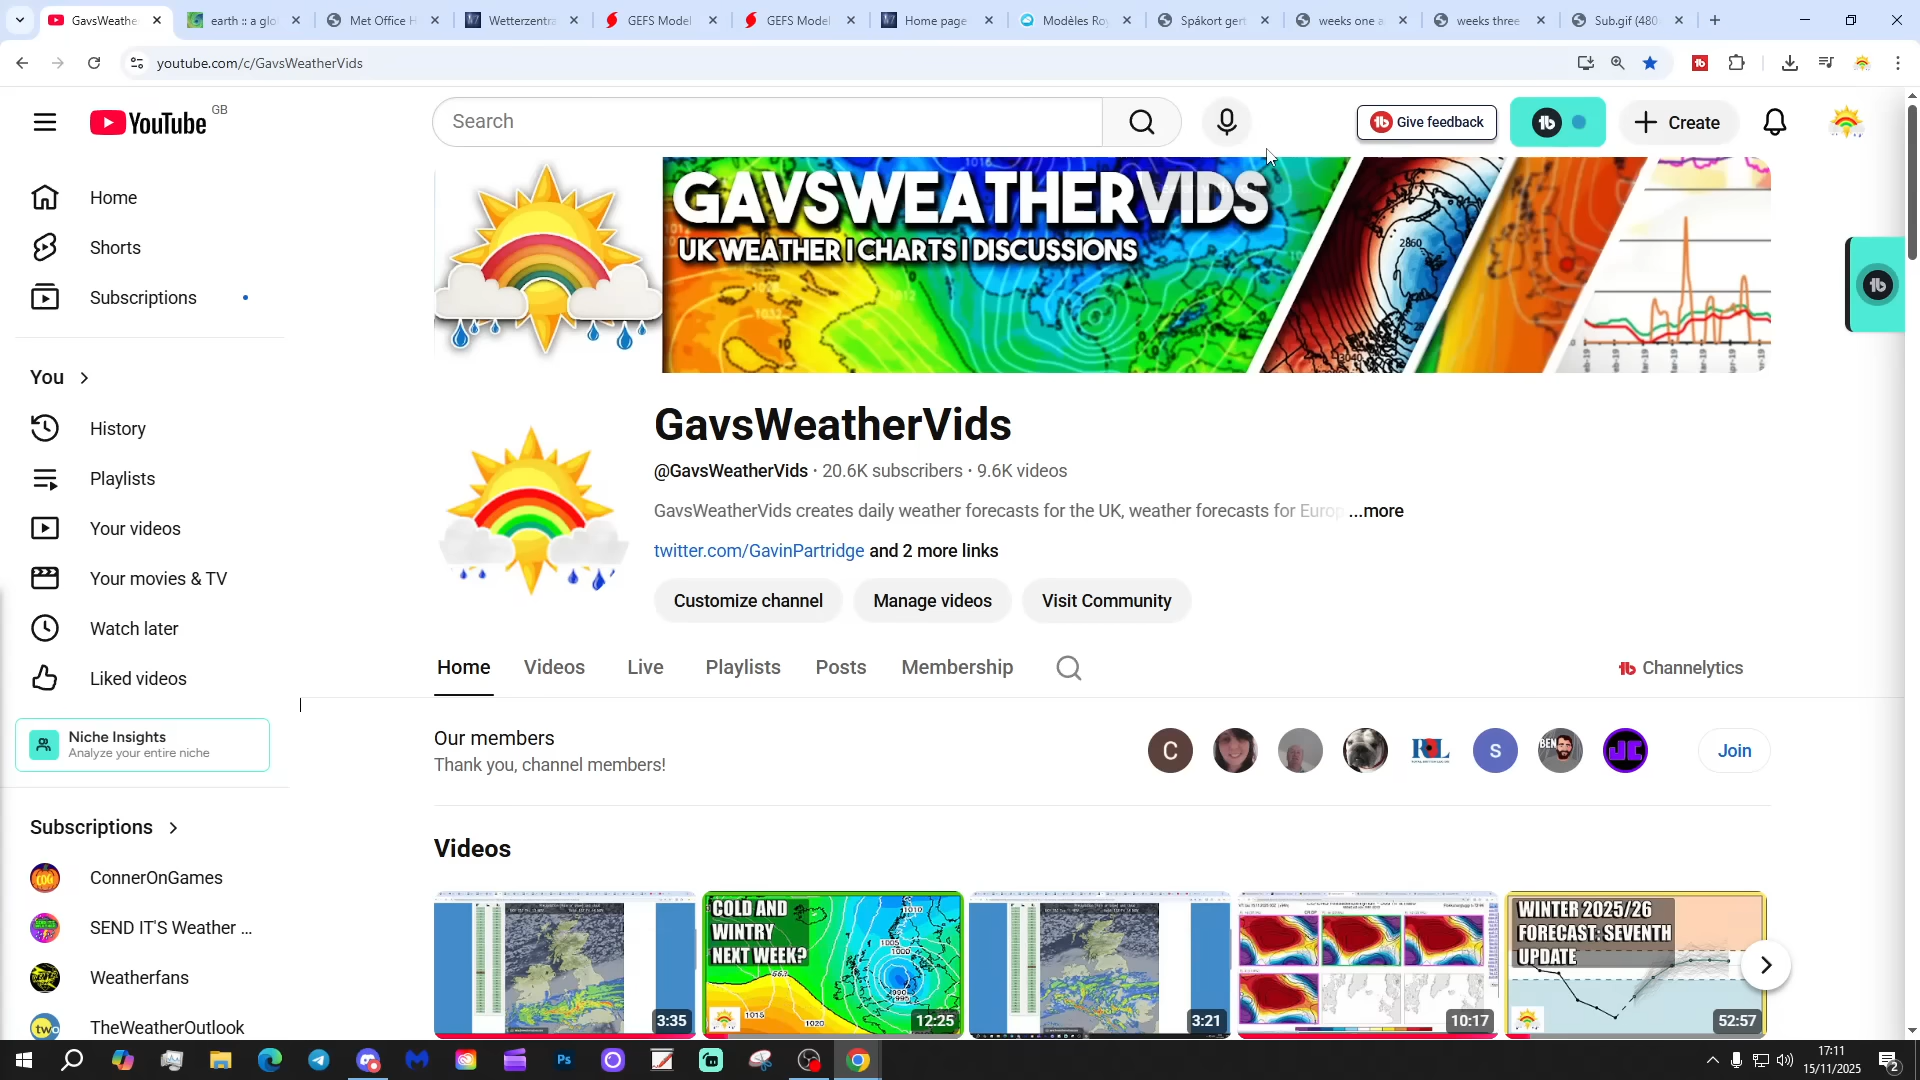 GavsWeathe
earth :: a glo
Met Office H
Wetterzentra
GEFS Model
GEFS Model
Home page
Modèles Roy
Spákort gert
weeks one a
weeks three
Sub.gif (480
youtube.com/c/GavsWeatherVids
YouTube GB
Search
Give feedback
Create
Home
Shorts
Subscriptions
You
History
Playlists
Your videos
Your movies & TV
Watch later
Liked videos
Niche Insights
Analyze your entire niche
Subscriptions
ConnerOnGames
SEND IT'S Weather ...
Weatherfans
TheWeatherOutlook
GAVSWEATHERVIDS
UK WEATHER | CHARTS | DISCUSSIONS
GavsWeatherVids
@GavsWeatherVids · 20.6K subscribers · 9.6K videos
GavsWeatherVids creates daily weather forecasts for the UK, weather forecasts for Europ ...more
twitter.com/GavinPartridge and 2 more links
Customize channel
Manage videos
Visit Community
Home
Videos
Live
Playlists
Posts
Membership
Channelytics
Our members
Thank you, channel members!
C
S
BEN
JC
Join
Videos
3:35
COLD AND
WINTRY
NEXT WEEK?
12:25
3:21
10:17
WINTER 2025/26
FORECAST: SEVENTH
UPDATE
52:57
17:11
15/11/2025
2